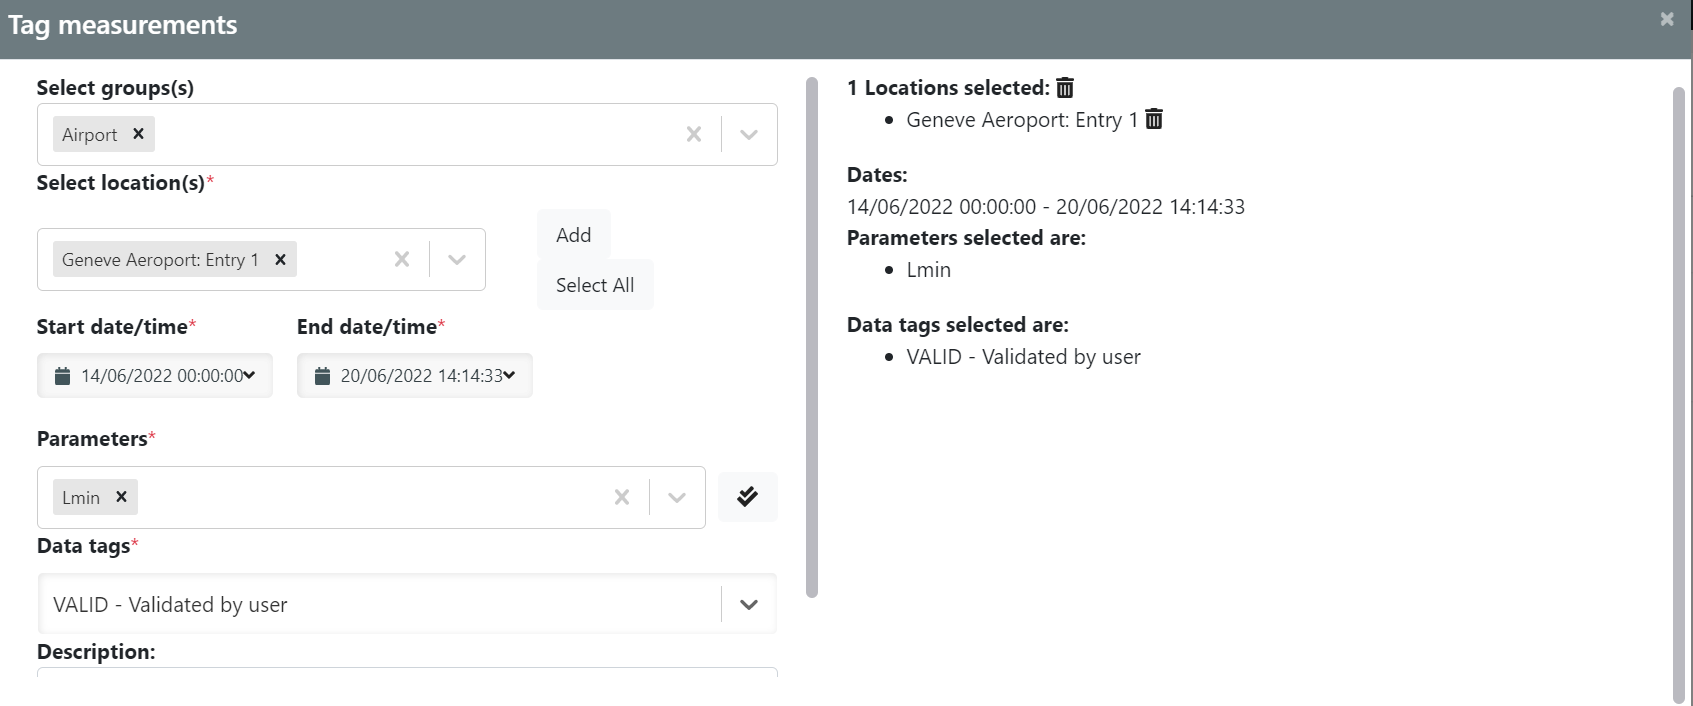 Tag measurements
Select groups(s)
Airport
Select location(s)*
Geneve Aeroport: Entry 1
Add
Select All
Start date/time*
End date/time*
14/06/2022 00:00:00
20/06/2022 14:14:33
Parameters*
Lmin
Data tags*
VALID - Validated by user
Description:
1 Locations selected:
Geneve Aeroport: Entry 1
Dates:
14/06/2022 00:00:00 - 20/06/2022 14:14:33
Parameters selected are:
Lmin
Data tags selected are:
VALID - Validated by user